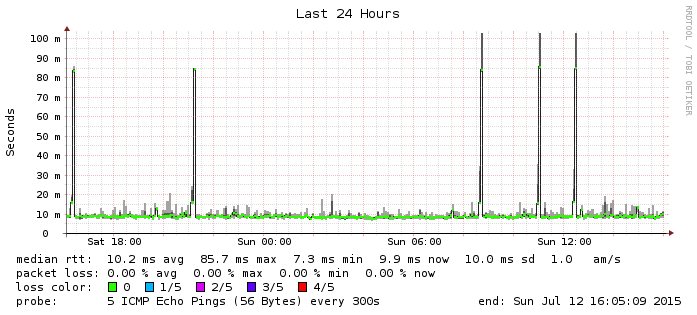 Last 24 Hours
RRDTOOL / TOBI OETIKER
Seconds
100 m
90 m
80 m
70 m
60 m
50 m
40 m
30 m
20 m
10 m
0
Sat 18:00 Sun 00:00 Sun 06:00 Sun 12:00
median rtt: 10.2 ms avg 85.7 ms max 7.3 ms min 9.9 ms now 10.0 ms sd 1.0 am/s
packet loss: 0.00 % avg 0.00 % max 0.00 % min 0.00 % now
loss color: 0 1/5 2/5 3/5 4/5
probe: 5 ICMP Echo Pings (56 Bytes) every 300s end: Sun Jul 12 16:05:09 2015